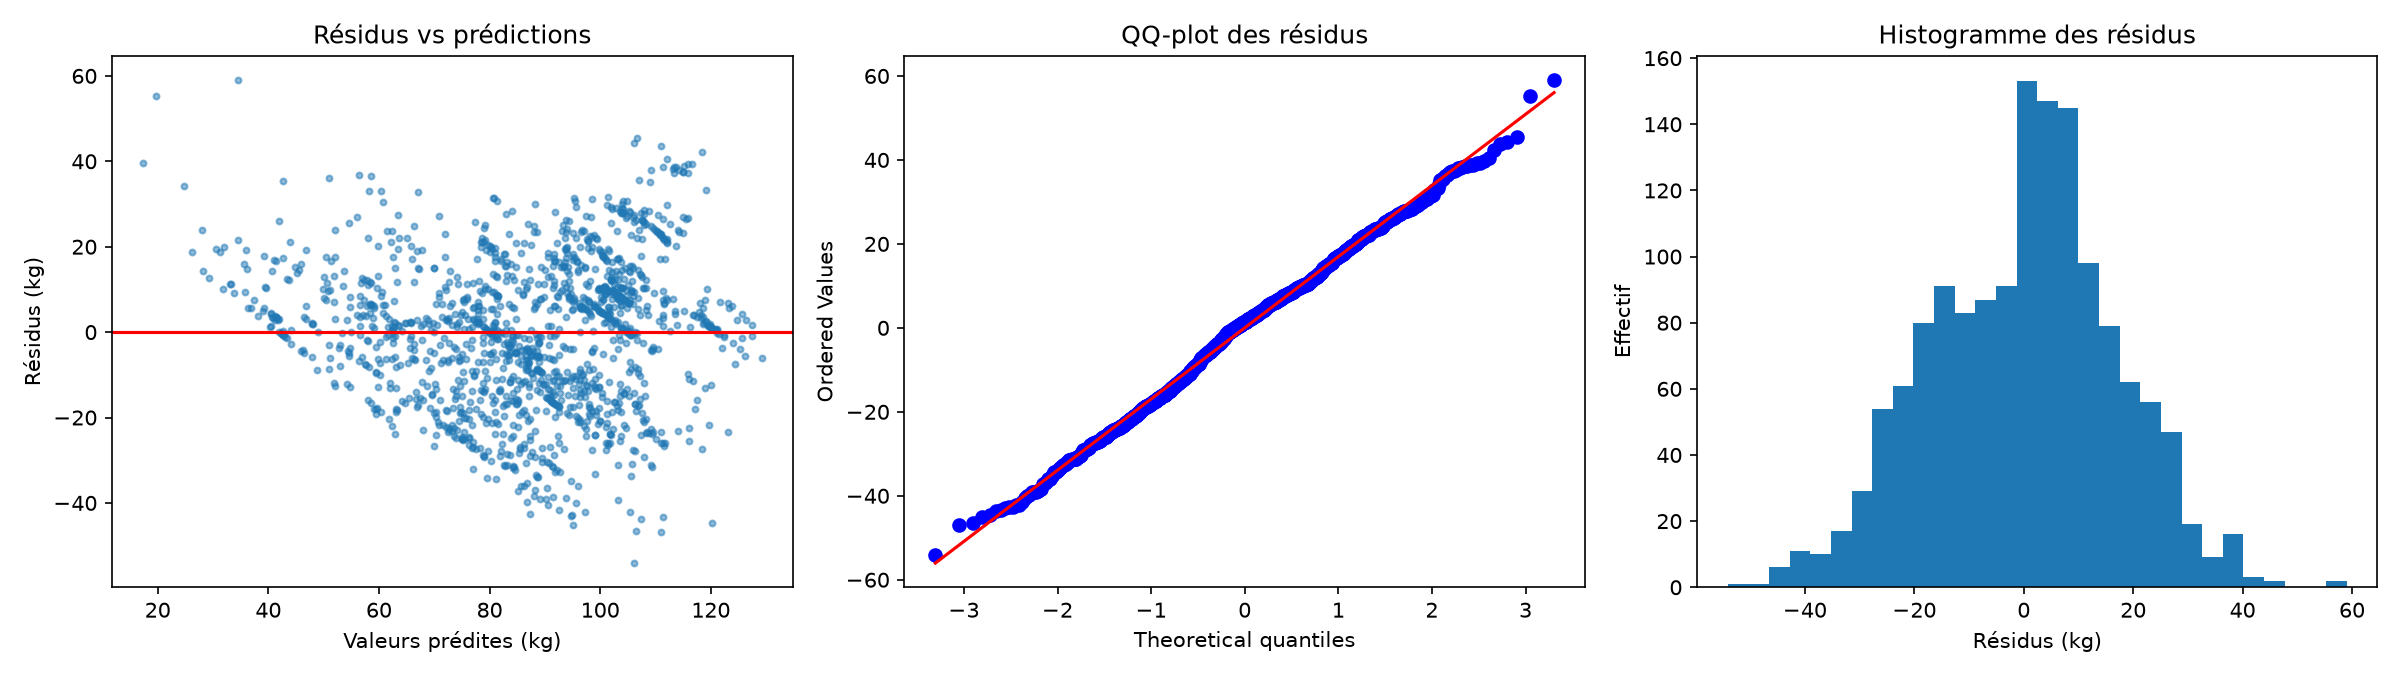 Résidus vs prédictions
60
40
20
0
−20
−40
20 40 60 80 100 120
Résidus (kg)
Valeurs prédites (kg)
QQ-plot des résidus
60
40
20
0
−20
−40
−60
−3 −2 −1 0 1 2 3
Ordered Values
Theoretical quantiles
Histogramme des résidus
160
140
120
100
80
60
40
20
0
−40 −20 0 20 40 60
Effectif
Résidus (kg)